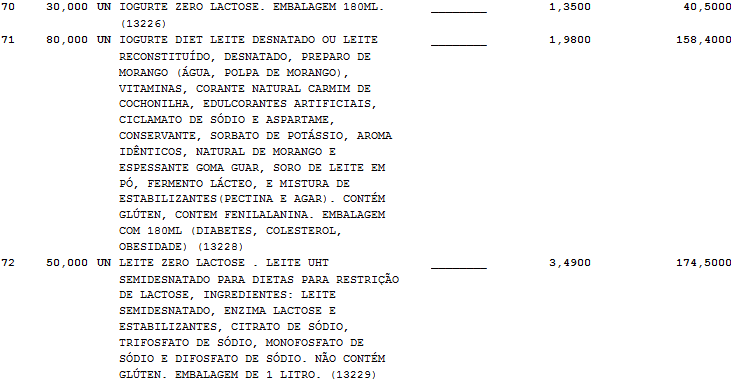 70 30,000 UN IOGURTE ZERO LACTOSE. EMBALAGEM 180ML. ________ 1,3500 40,5000
(13226)
71 80,000 UN IOGURTE DIET LEITE DESNATADO OU LEITE ________ 1,9800 158,4000
RECONSTITUÍDO, DESNATADO, PREPARO DE
MORANGO (ÁGUA, POLPA DE MORANGO),
VITAMINAS, CORANTE NATURAL CARMIM DE
COCHONILHA, EDULCORANTES ARTIFICIAIS,
CICLAMATO DE SÓDIO E ASPARTAME,
CONSERVANTE, SORBATO DE POTÁSSIO, AROMA
IDÊNTICOS, NATURAL DE MORANGO E
ESPESSANTE GOMA GUAR, SORO DE LEITE EM
PÓ, FERMENTO LÁCTEO, E MISTURA DE
ESTABILIZANTES(PECTINA E AGAR). CONTÉM
GLÚTEN, CONTEM FENILALANINA. EMBALAGEM
COM 180ML (DIABETES, COLESTEROL,
OBESIDADE) (13228)
72 50,000 UN LEITE ZERO LACTOSE . LEITE UHT ________ 3,4900 174,5000
SEMIDESNATADO PARA DIETAS PARA RESTRIÇÃO
DE LACTOSE, INGREDIENTES: LEITE
SEMIDESNATADO, ENZIMA LACTOSE E
ESTABILIZANTES, CITRATO DE SÓDIO,
TRIFOSFATO DE SÓDIO, MONOFOSFATO DE
SÓDIO E DIFOSFATO DE SÓDIO. NÃO CONTÉM
GLÚTEN. EMBALAGEM DE 1 LITRO. (13229)